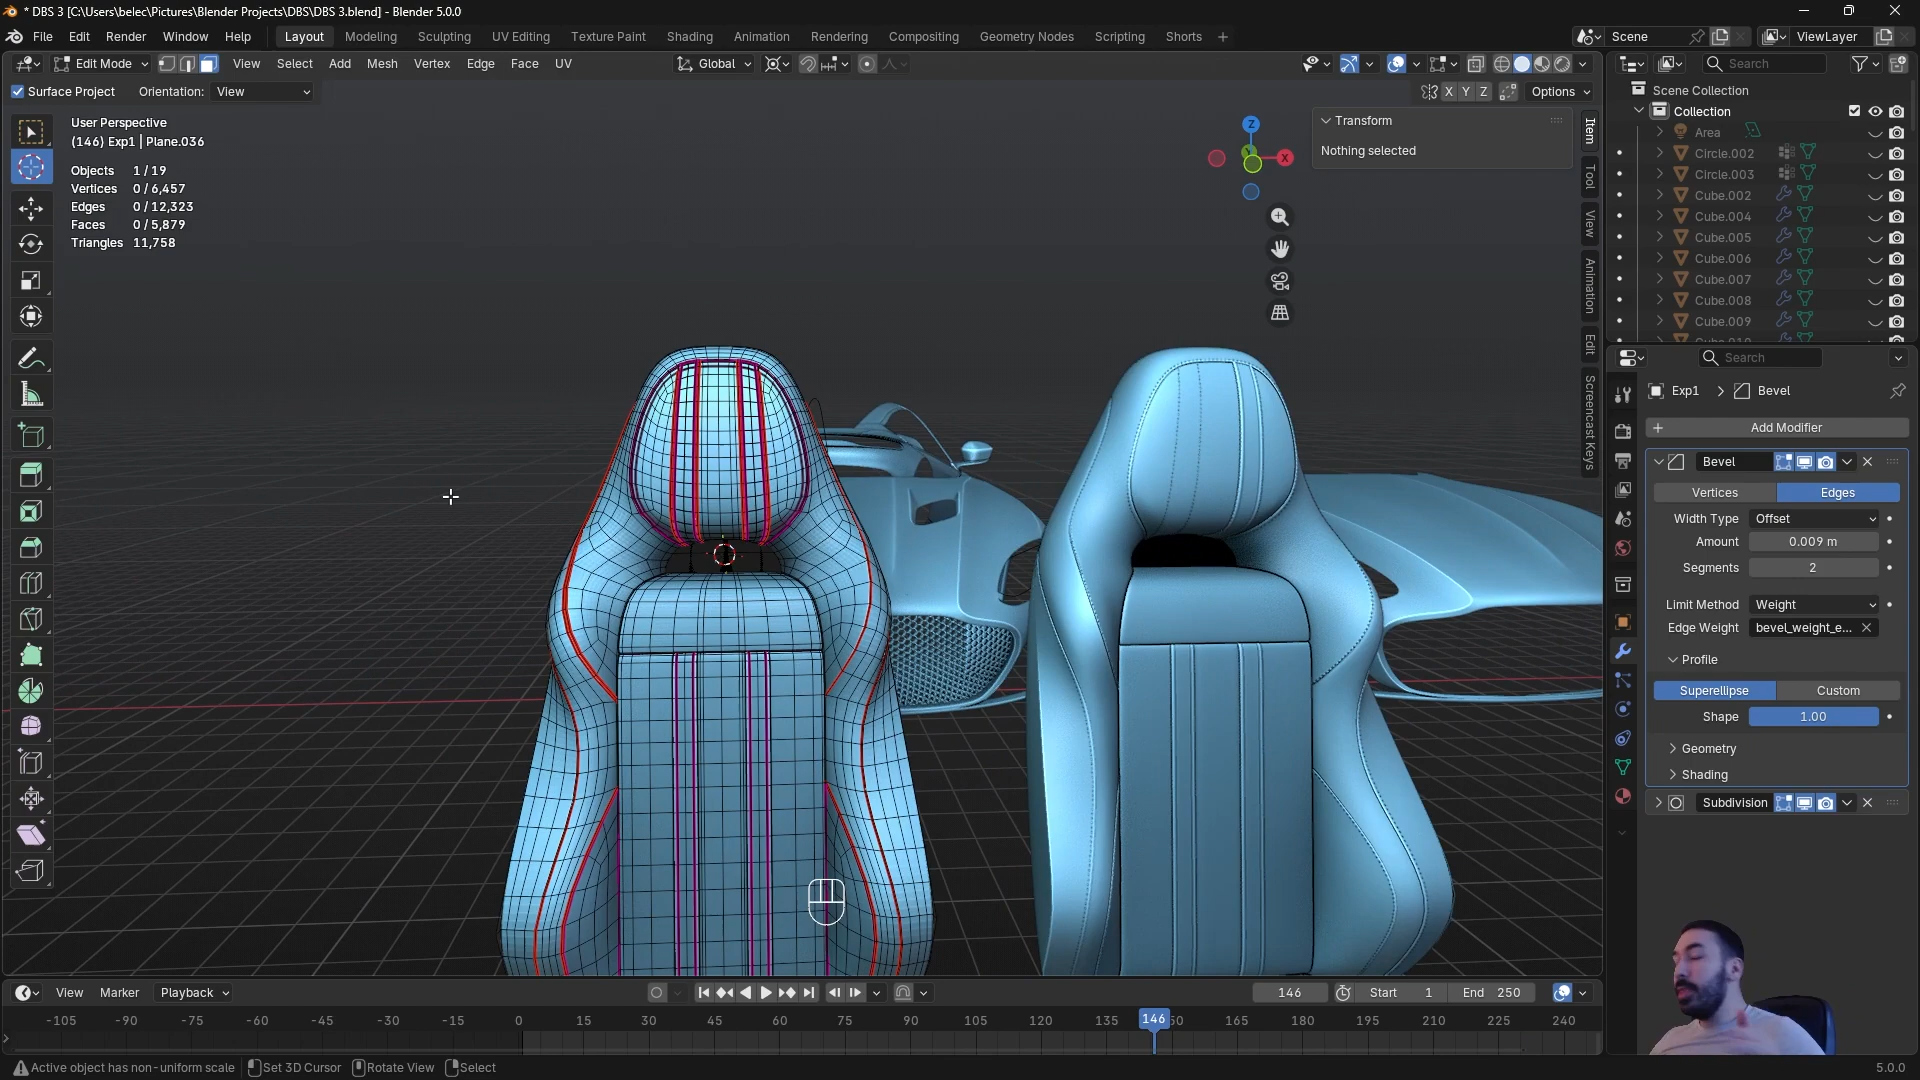 * DBS 3 [C:\Users\belec\Pictures\Blender Projects\DBS\DBS 3.blend] - Blender 5.0.0
File Edit Render Window Help Layout Modeling Sculpting UV Editing Texture Paint Shading Animation Rendering Compositing Geometry Nodes Scripting Shorts + Scene ViewLayer
Edit Mode View Select Add Mesh Vertex Edge Face UV Global Search
Surface Project Orientation: View X Y Z Options
Scene Collection
Collection
Area
Circle.002
Circle.003
Cube.002
Cube.004
Cube.005
Cube.006
Cube.007
Cube.008
Cube.009
User Perspective
(146) Exp1 | Plane.036
Objects 1 / 19
Vertices 0 / 6,457
Edges 0 / 12,323
Faces 0 / 5,879
Triangles 11,758
Z
X
Transform
Nothing selected
Item
Tool
View
Animation
Edit
Screencast Keys
Search
Exp1 > Bevel
+ Add Modifier
Bevel
Vertices Edges
Width Type Offset
Amount 0.009 m
Segments 2
Limit Method Weight
Edge Weight bevel_weight_e...
Profile
Superellipse Custom
Shape 1.00
Geometry
Shading
Subdivision
View Marker Playback 146 Start 1 End 250
-105 -90 -75 -60 -45 -30 -15 0 15 30 45 60 75 90 105 120 135 146 50 165 180 195 210 225 240
Active object has non-uniform scale Set 3D Cursor Rotate View Select 5.0.0